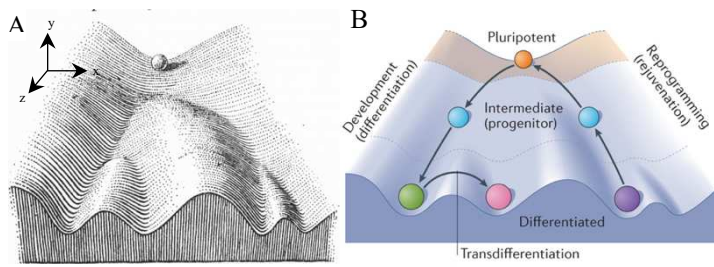 A
y
x
z
B
Pluripotent
Development
(differentiation)
Reprogramming
(rejuvenation)
Intermediate
(progenitor)
Differentiated
Transdifferentiation